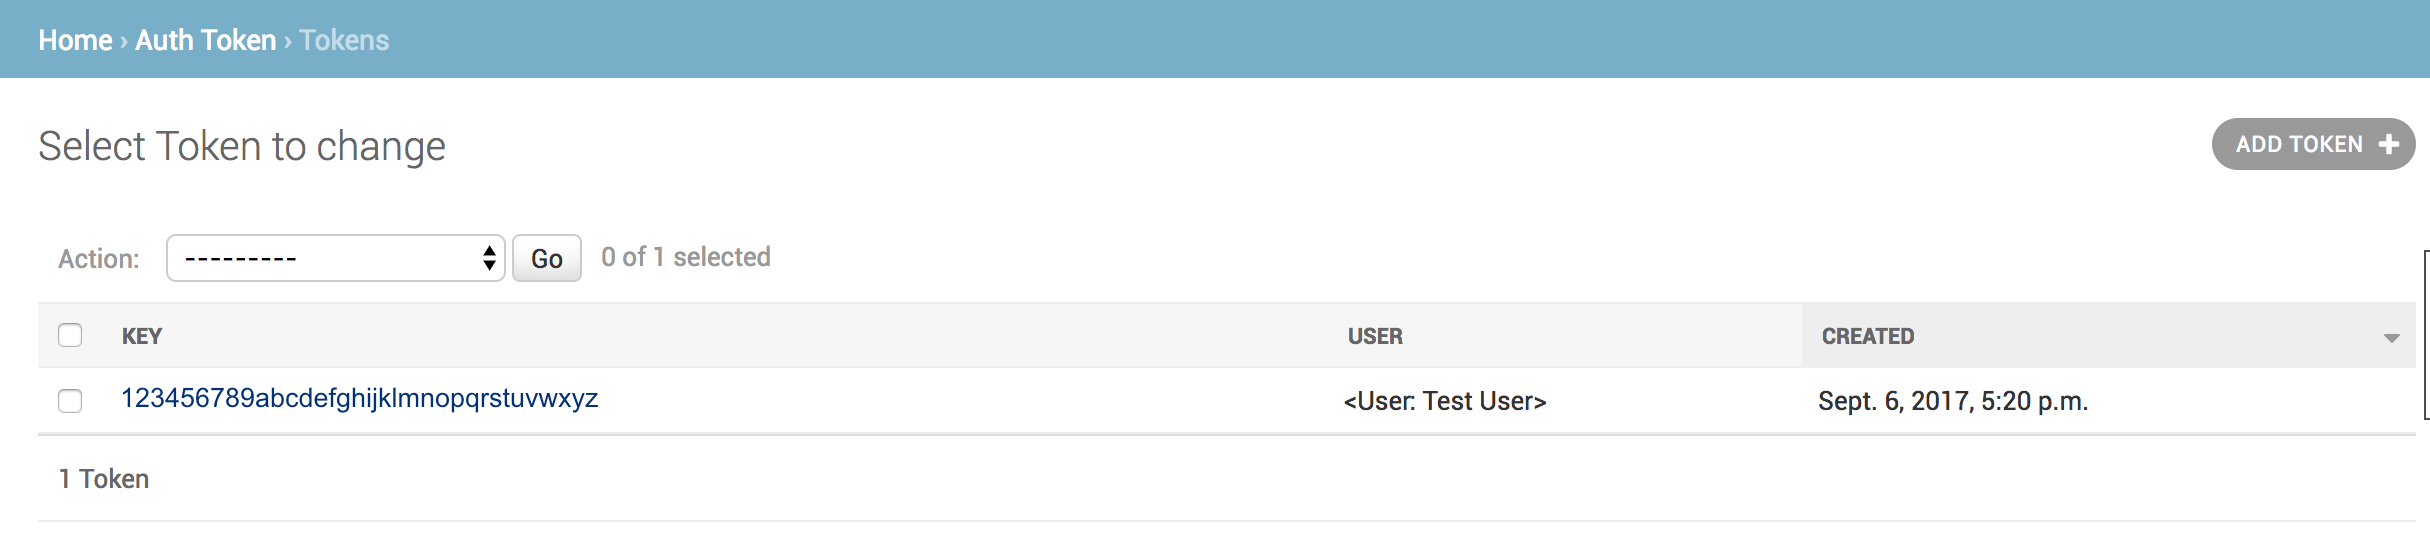 Home › Auth Token › Tokens
Select Token to change
ADD TOKEN +
Action: --------- Go 0 of 1 selected
KEY USER CREATED
123456789abcdefghijklmnopqrstuvwxyz <User: Test User> Sept. 6, 2017, 5:20 p.m.
1 Token